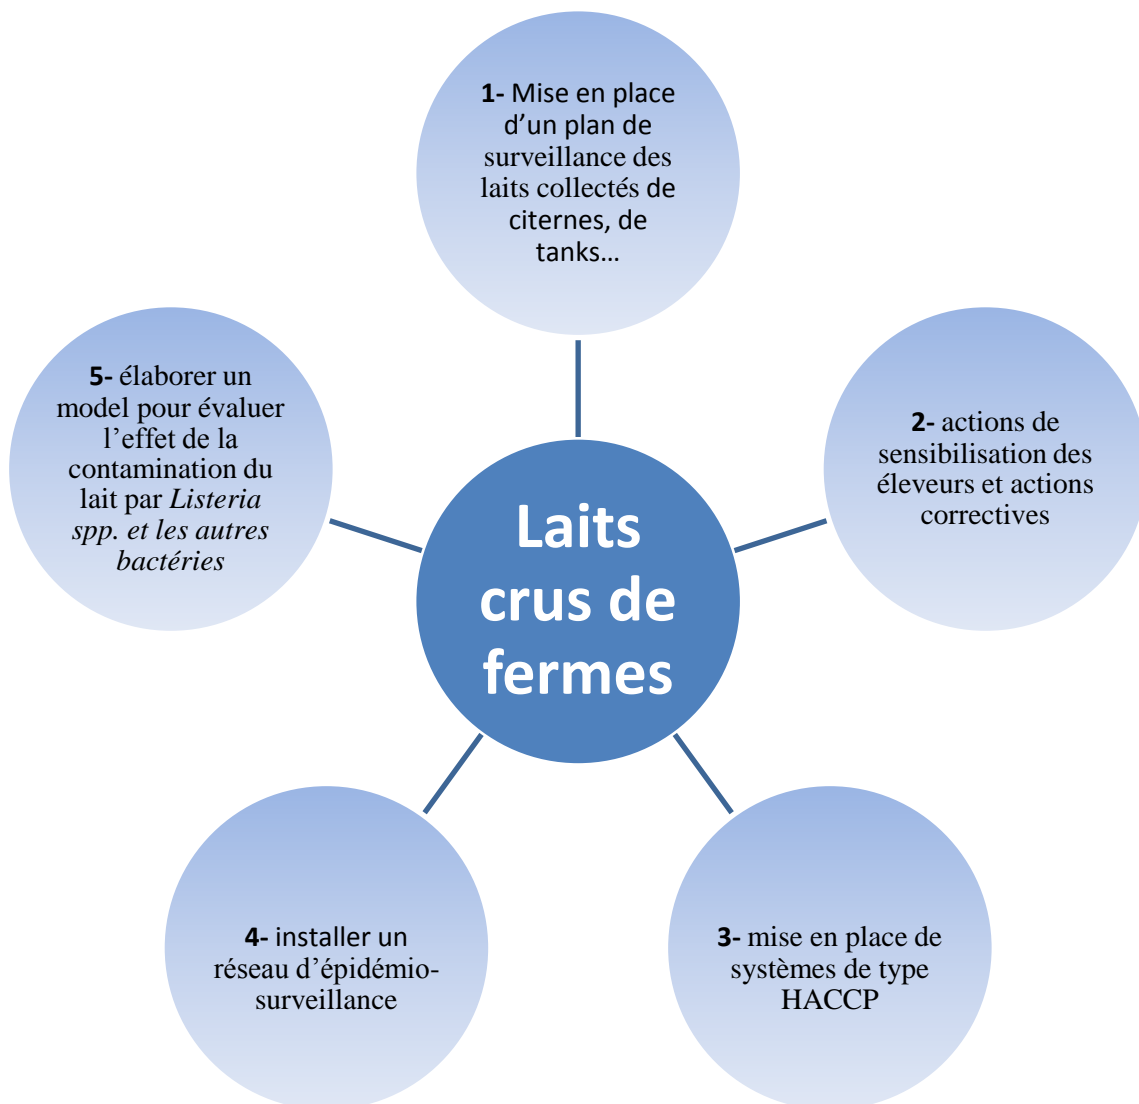 1- Mise en place
d’un plan de
surveillance des
laits collectés de
citernes, de
tanks…
2- actions de
sensibilisation des
éleveurs et actions
correctives
3- mise en place de
systèmes de type
HACCP
4- installer un
réseau d’épidémio-
surveillance
5- élaborer un
model pour évaluer
l’effet de la
contamination du
lait par Listeria
spp. et les autres
bactéries
Laits
crus de
fermes